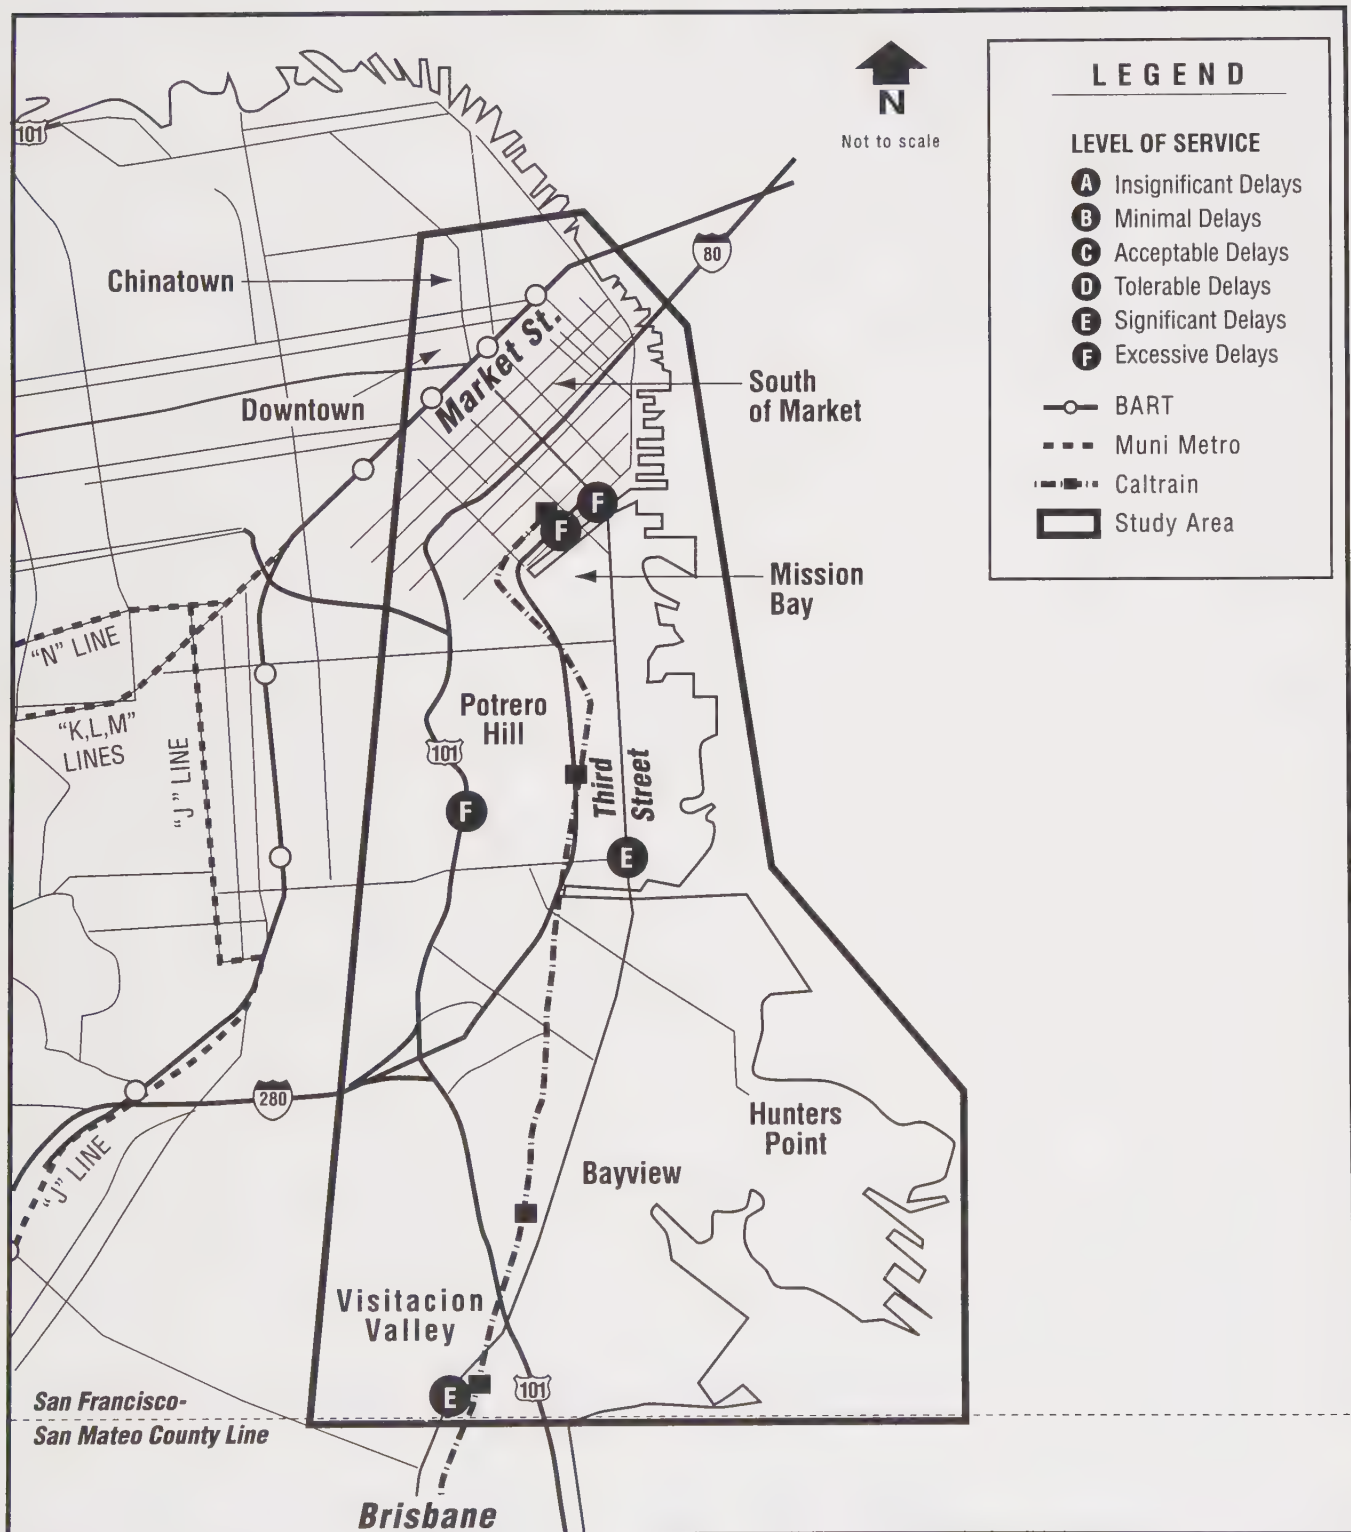 N
Not to scale
LEGEND
LEVEL OF SERVICE
A Insignificant Delays
B Minimal Delays
C Acceptable Delays
D Tolerable Delays
E Significant Delays
F Excessive Delays
BART
Muni Metro
Caltrain
Study Area
101
80
Chinatown
Market St.
Downtown
South
of Market
F
F
Mission
Bay
"N" LINE
"K,L,M"
LINES
"J" LINE
Potrero
Hill
101
F
Third
Street
E
280
"J" LINE
Hunters
Point
Bayview
Visitacion
Valley
E
101
San Francisco-
San Mateo County Line
Brisbane